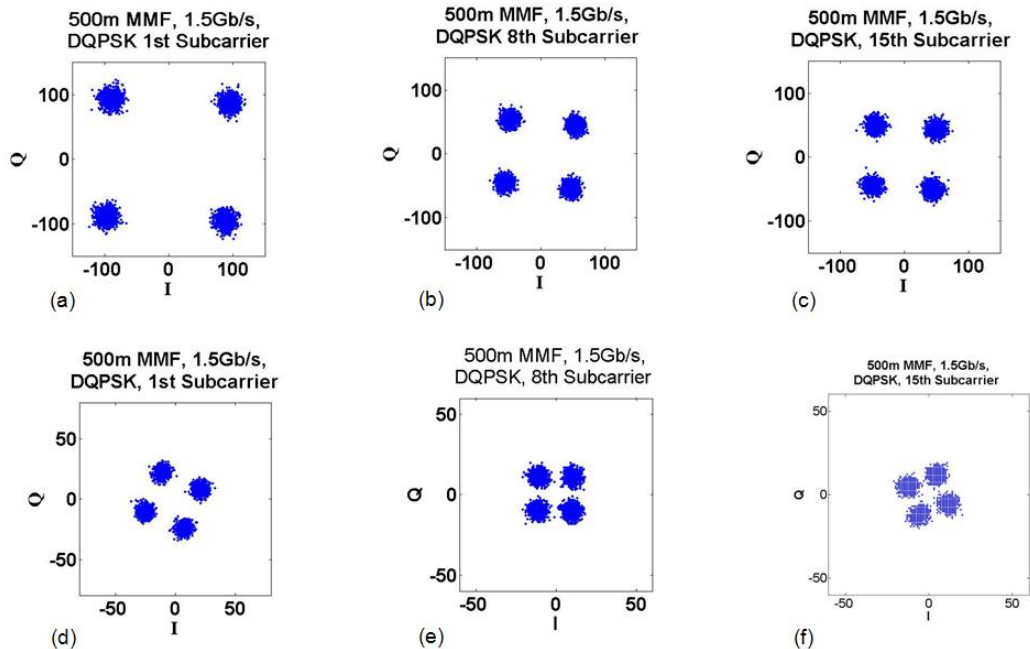 500m MMF, 1.5Gb/s,
DQPSK 1st Subcarrier
100
0
-100
Q
-100 0 100
I
(a)
500m MMF, 1.5Gb/s,
DQPSK 8th Subcarrier
100
0
-100
Q
-100 0 100
I
(b)
500m MMF, 1.5Gb/s,
DQPSK, 15th Subcarrier
100
0
-100
Q
-100 0 100
I
(c)
500m MMF, 1.5Gb/s,
DQPSK, 1st Subcarrier
50
0
-50
Q
-50 0 50
I
(d)
500m MMF, 1.5Gb/s,
DQPSK, 8th Subcarrier
50
0
-50
Q
-50 0 50
I
(e)
500m MMF, 1.5Gb/s,
DQPSK, 15th Subcarrier
50
0
-50
Q
-50 0 50
I
(f)